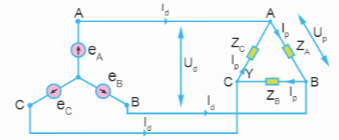 A
I_d
A
I_p
U_p
e_A
U_d
Z_C
Z_A
I_p
e_B
C
Y
B
e_C
C
B
I_d
Z_B
I_p
I_d